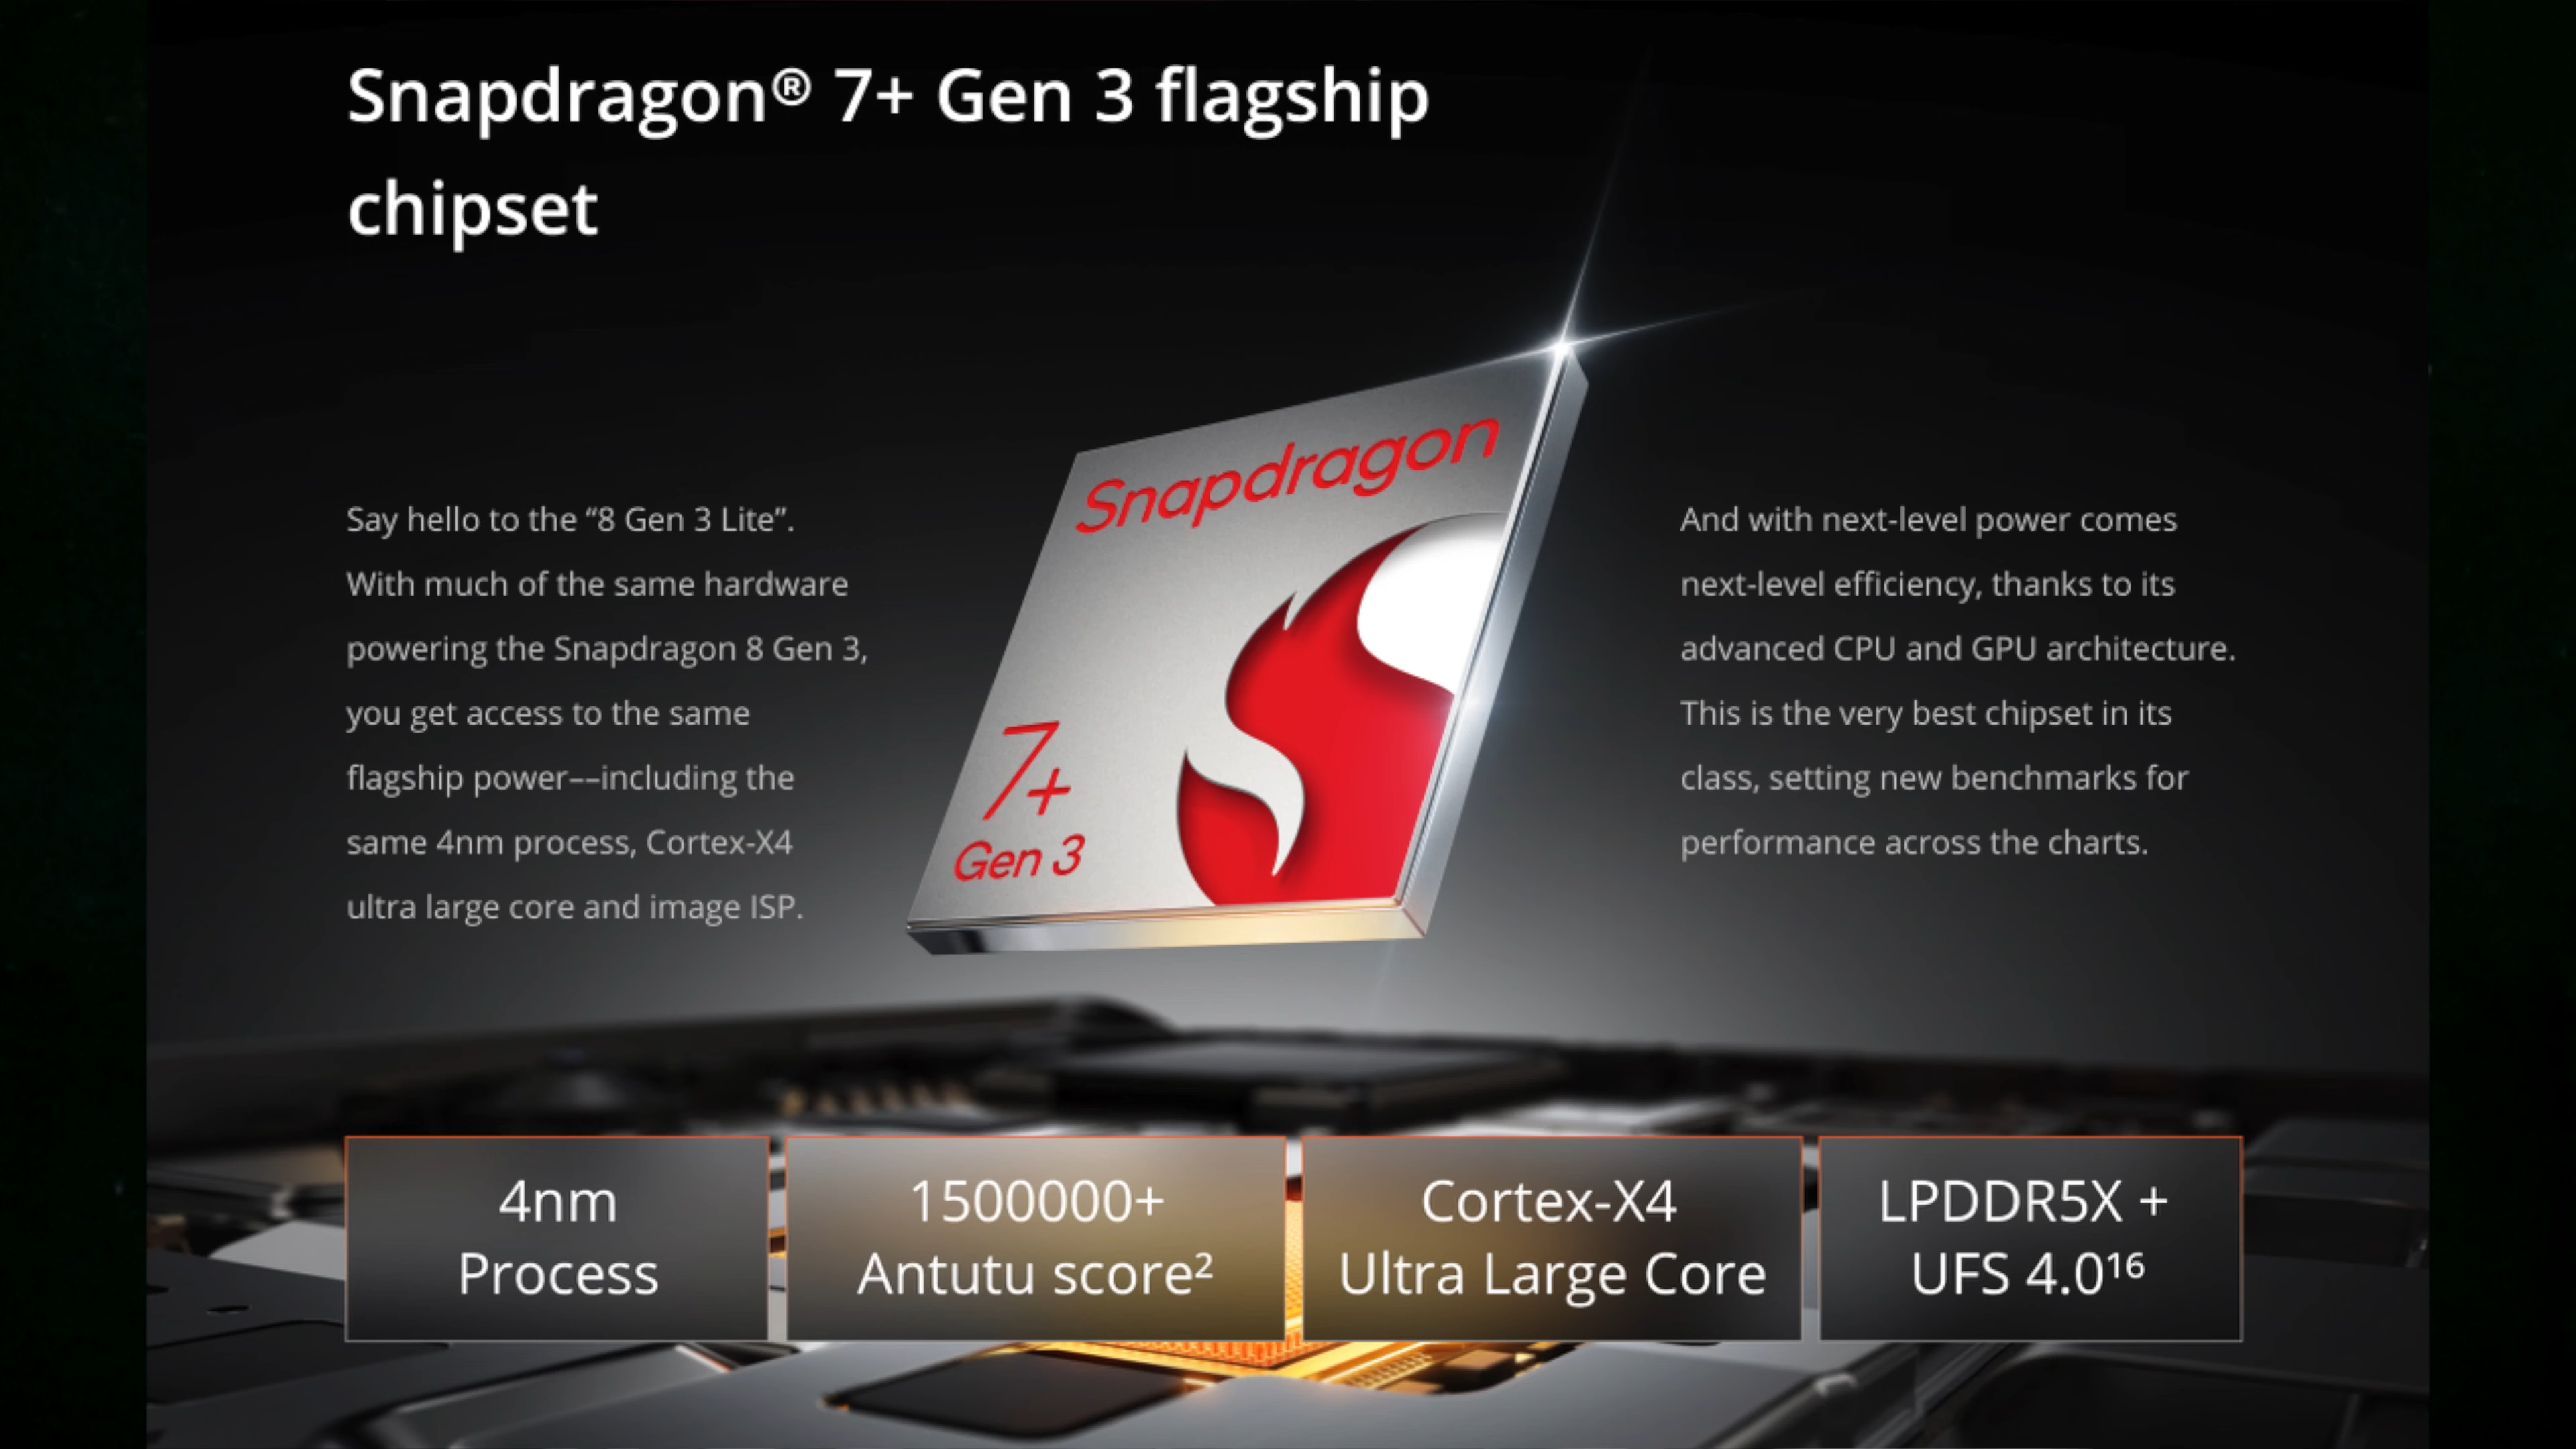 Snapdragon® 7+ Gen 3 flagship
chipset
Say hello to the “8 Gen 3 Lite”.
With much of the same hardware
powering the Snapdragon 8 Gen 3,
you get access to the same
flagship power––including the
same 4nm process, Cortex-X4
ultra large core and image ISP.
Snapdragon
7+
Gen 3
And with next-level power comes
next-level efficiency, thanks to its
advanced CPU and GPU architecture.
This is the very best chipset in its
class, setting new benchmarks for
performance across the charts.
4nm
Process
1500000+
Antutu score²
Cortex-X4
Ultra Large Core
LPDDR5X +
UFS 4.0¹⁶